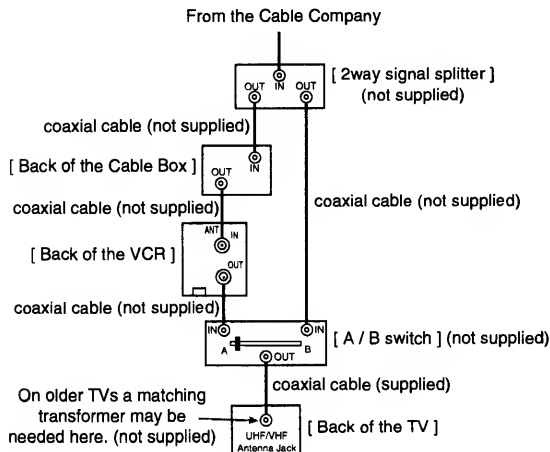 From the Cable Company
IN
OUT
OUT
[ 2way signal splitter ]
(not supplied)
coaxial cable (not supplied)
IN
[ Back of the Cable Box ]
OUT
coaxial cable (not supplied)
coaxial cable (not supplied)
ANT
IN
[ Back of the VCR ]
OUT
coaxial cable (not supplied)
IN
IN
A
B
[ A / B switch ] (not supplied)
OUT
coaxial cable (supplied)
On older TVs a matching
transformer may be
needed here. (not supplied)
UHF/VHF
Antenna Jack
[ Back of the TV ]